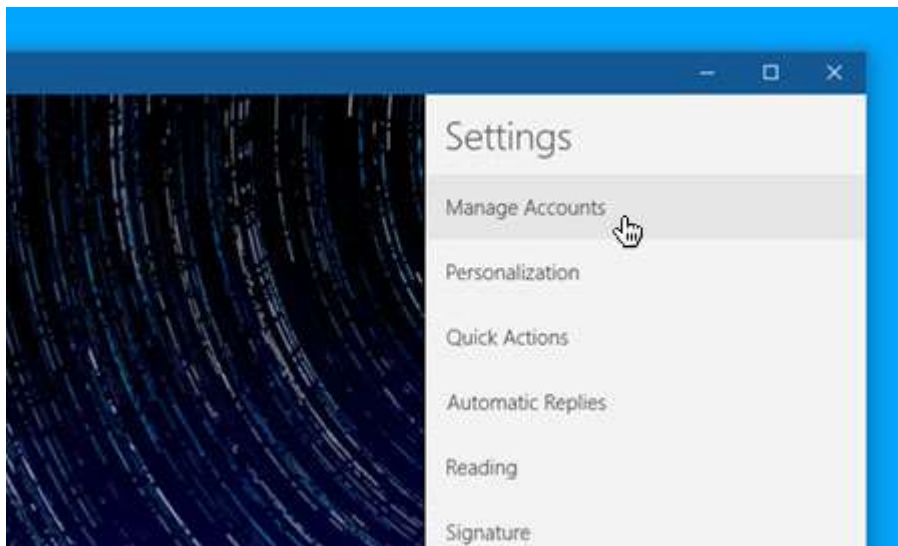 Settings
Manage Accounts
Personalization
Quick Actions
Automatic Replies
Reading
Signature